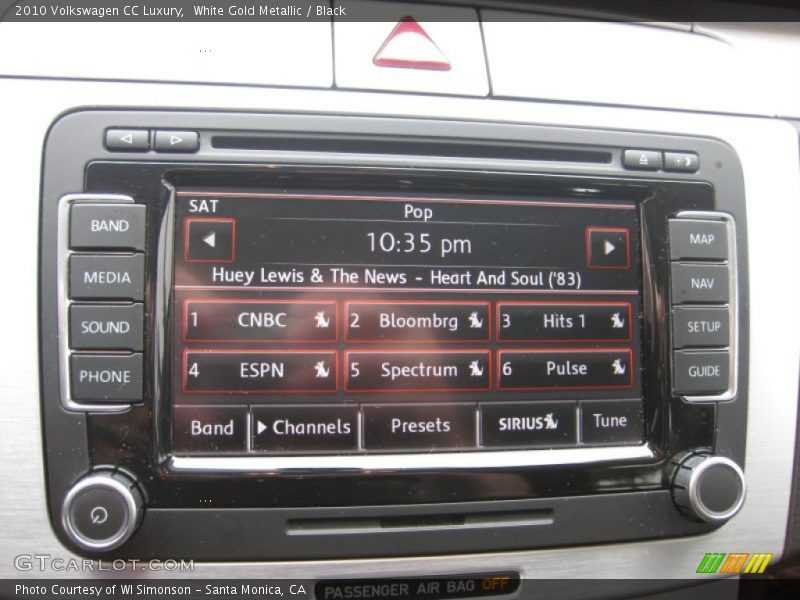 2010 Volkswagen CC Luxury,  White Gold Metallic / Black
BAND
MEDIA
SOUND
PHONE
SAT
Pop
10:35 pm
Huey Lewis & The News - Heart And Soul ('83)
1 CNBC 2 Bloombrg 3 Hits 1
4 ESPN 5 Spectrum 6 Pulse
Band Channels Presets SIRIUS Tune
MAP
NAV
SETUP
GUIDE
GTCARLOT.COM
Photo Courtesy of WI Simonson - Santa Monica, CA
PASSENGER AIR BAG OFF